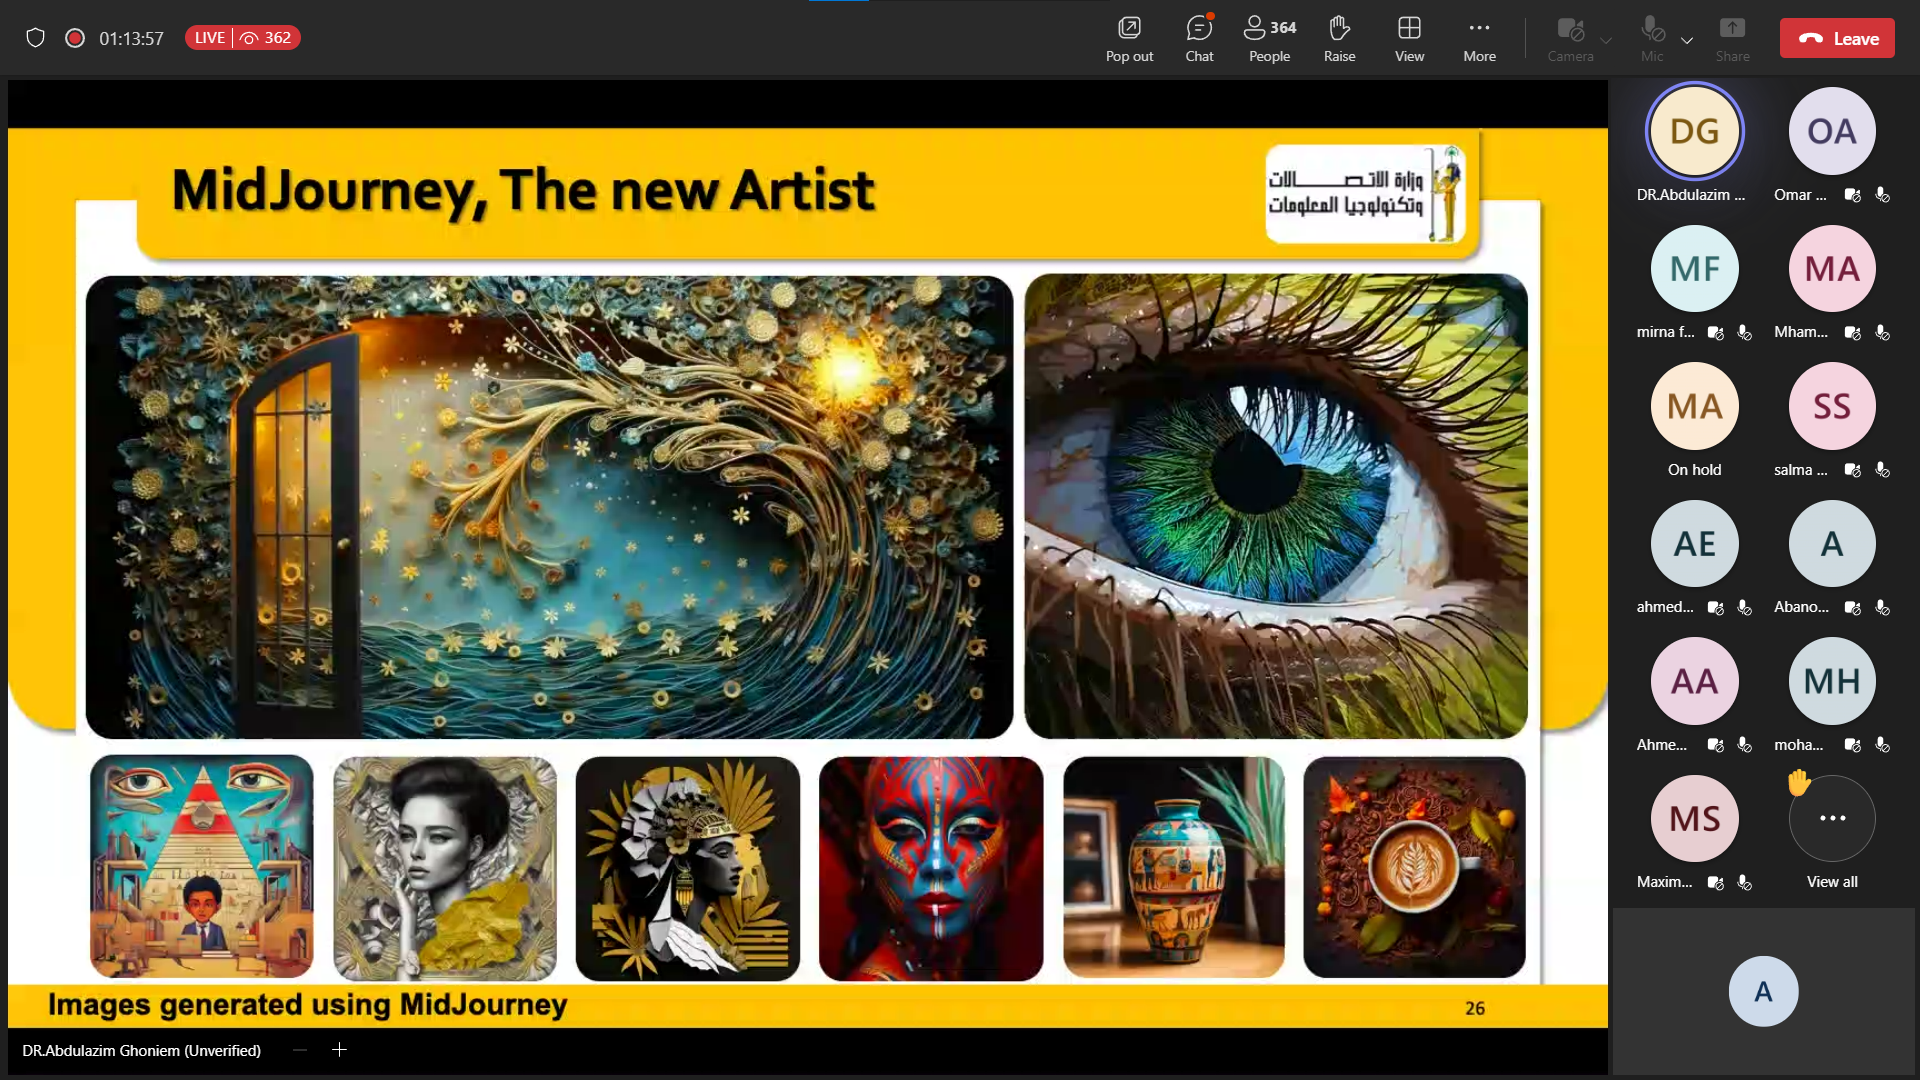 01:13:57
LIVE 362
Pop out
Chat
364
People
Raise
View
More
Camera
Mic
Share
Leave
MidJourney, The new Artist
وزارة الاتصـــــالات
وتكنولوجيا المعلومات
Images generated using MidJourney
26
DR.Abdulazim Ghoniem (Unverified)
DG
DR.Abdulazim ...
OA
Omar ...
MF
mirna f...
MA
Mham...
MA
On hold
SS
salma ...
AE
ahmed...
A
Abano...
AA
Ahme...
MH
moha...
MS
Maxim...
View all
A